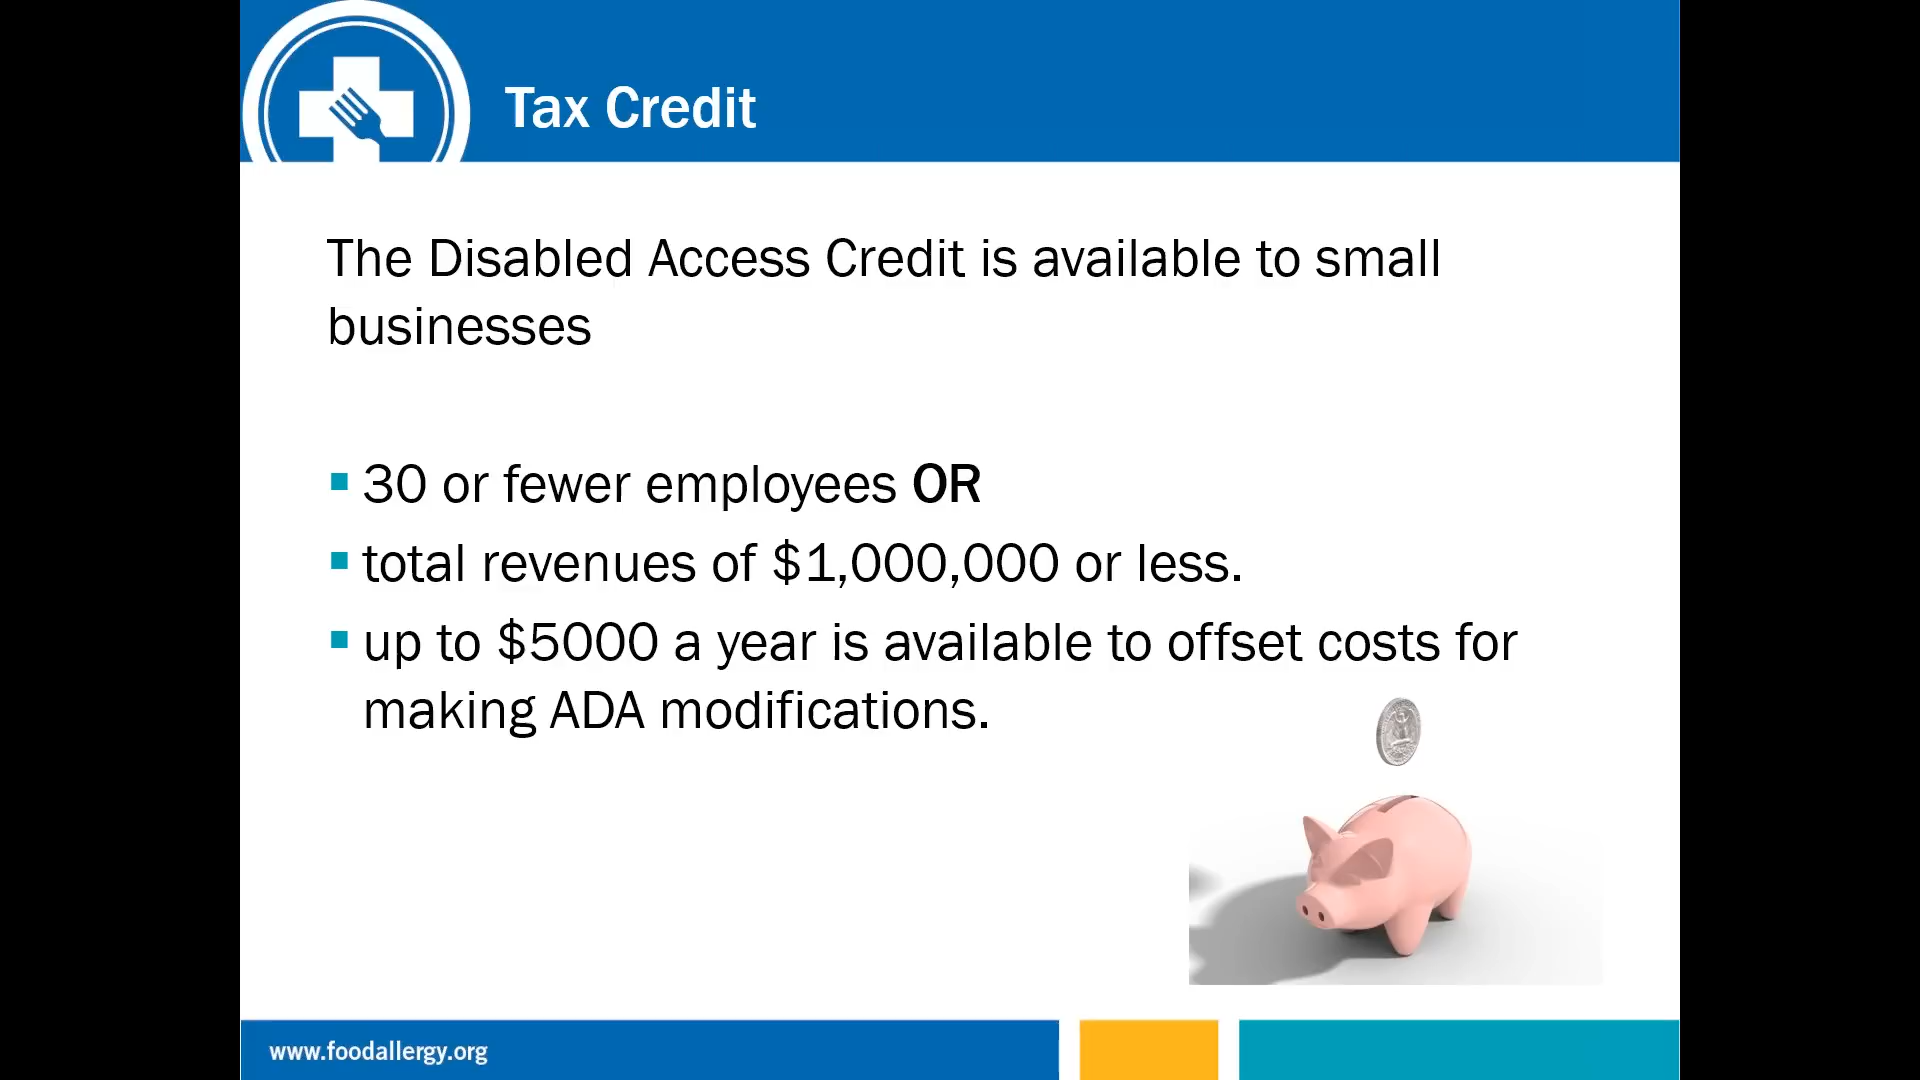 Tax Credit
The Disabled Access Credit is available to small
businesses
▪ 30 or fewer employees OR
▪ total revenues of $1,000,000 or less.
▪ up to $5000 a year is available to offset costs for
making ADA modifications.
www.foodallergy.org